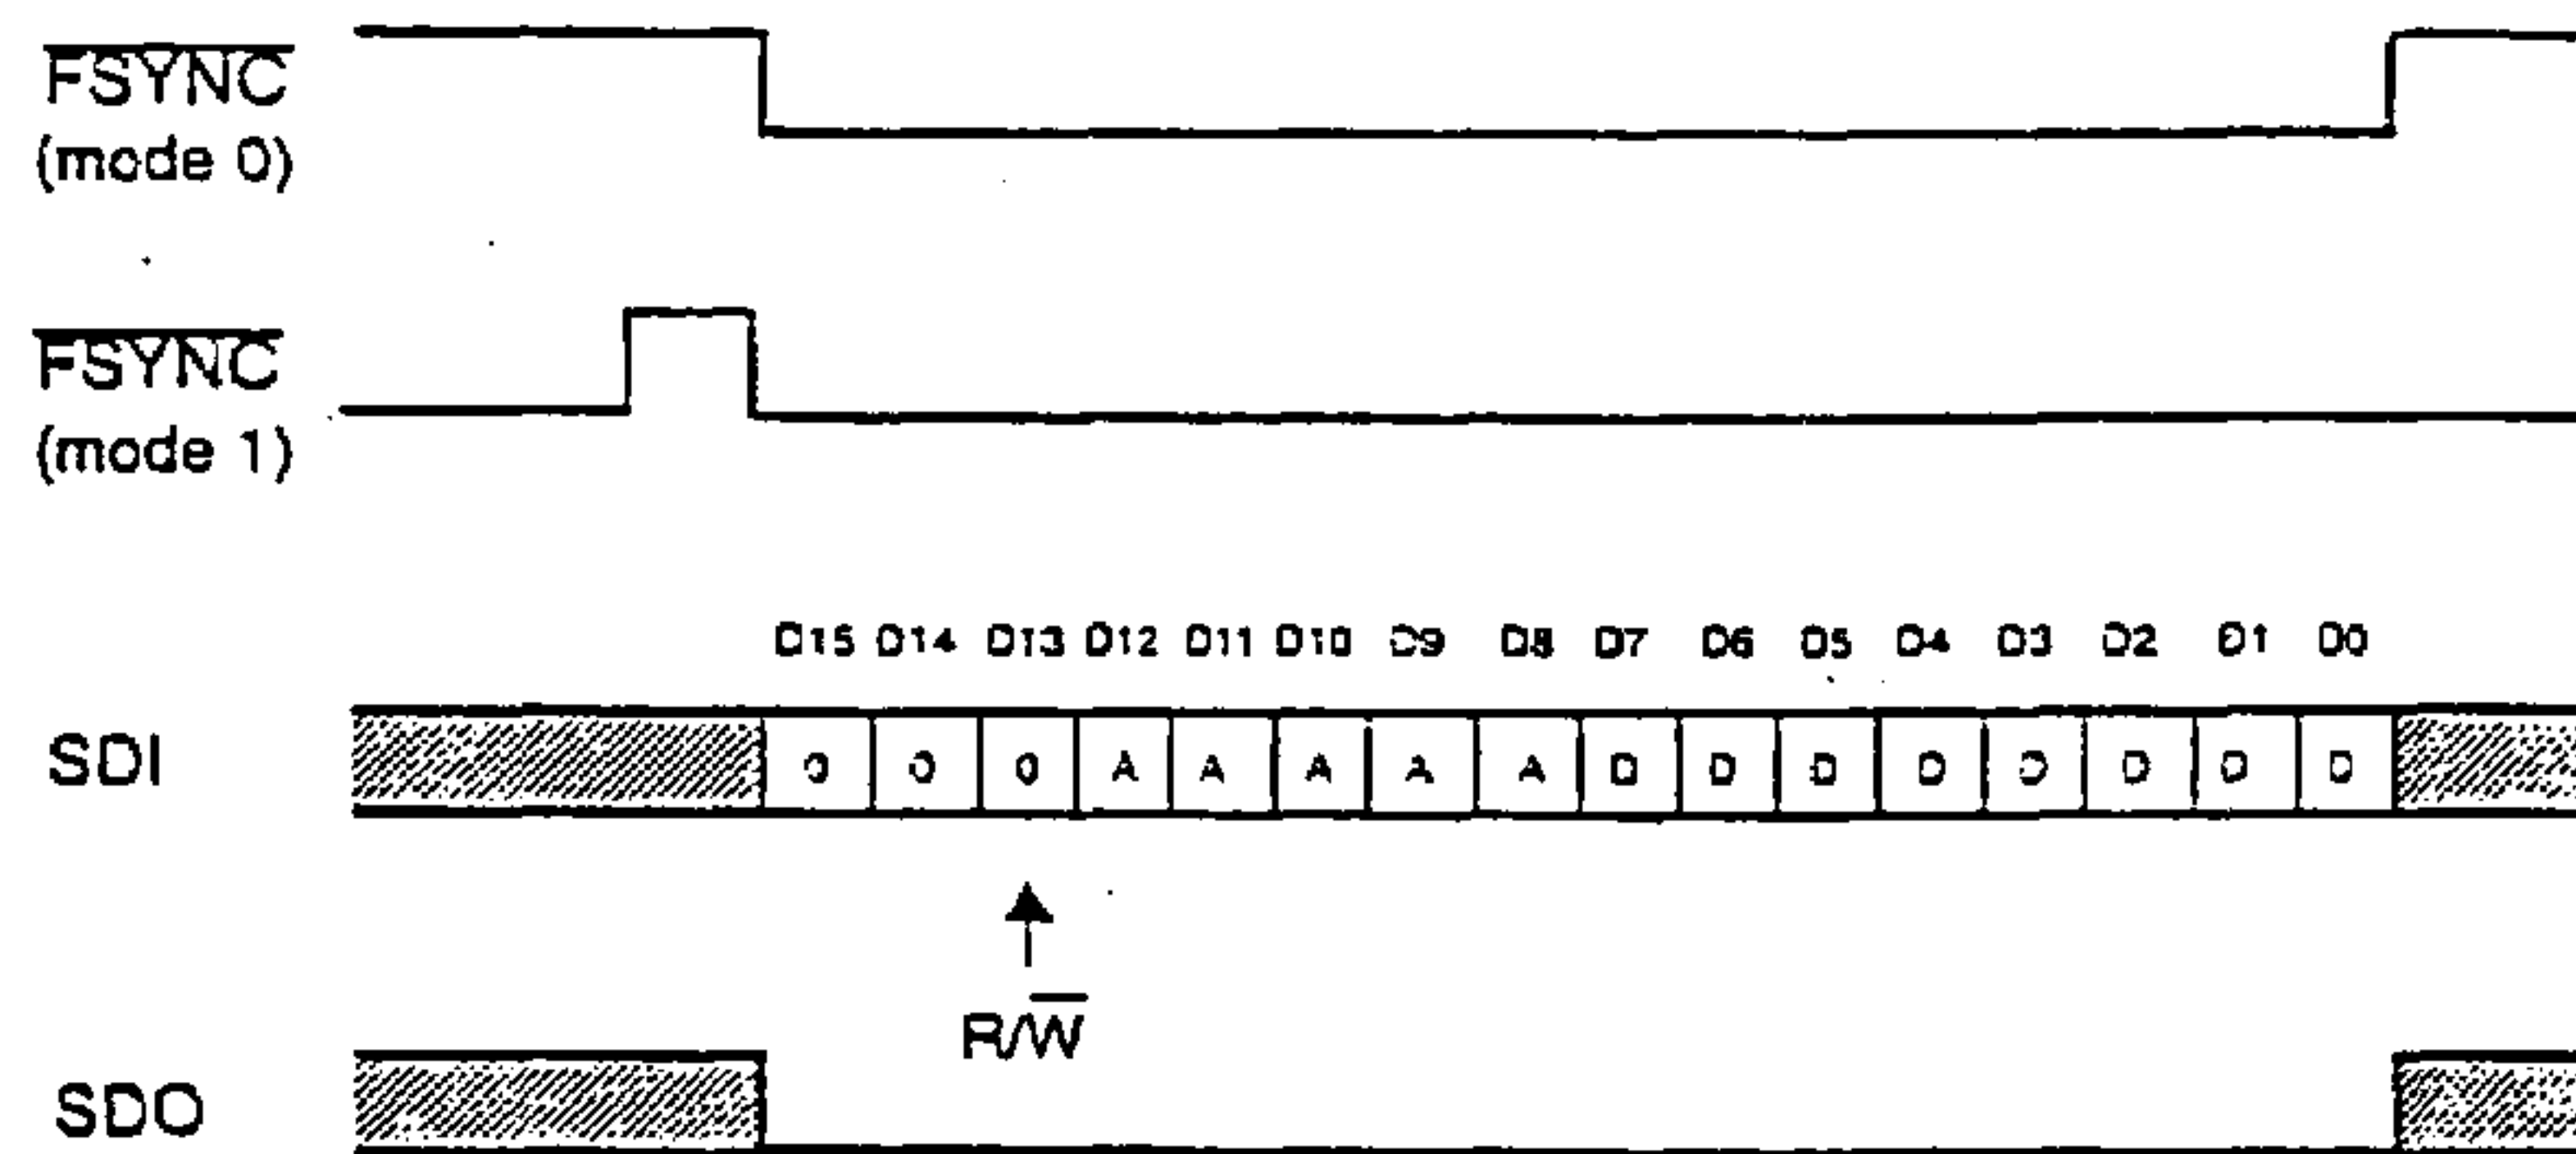 FSYNC
(mode 0)
FSYNC
(mode 1)
D15 D14 D13 D12 D11 D10 D9 D8 D7 D6 D5 D4 D3 D2 D1 D0
SDI 0 0 0 A A A A A D D D D D D D D
R/W
SDO